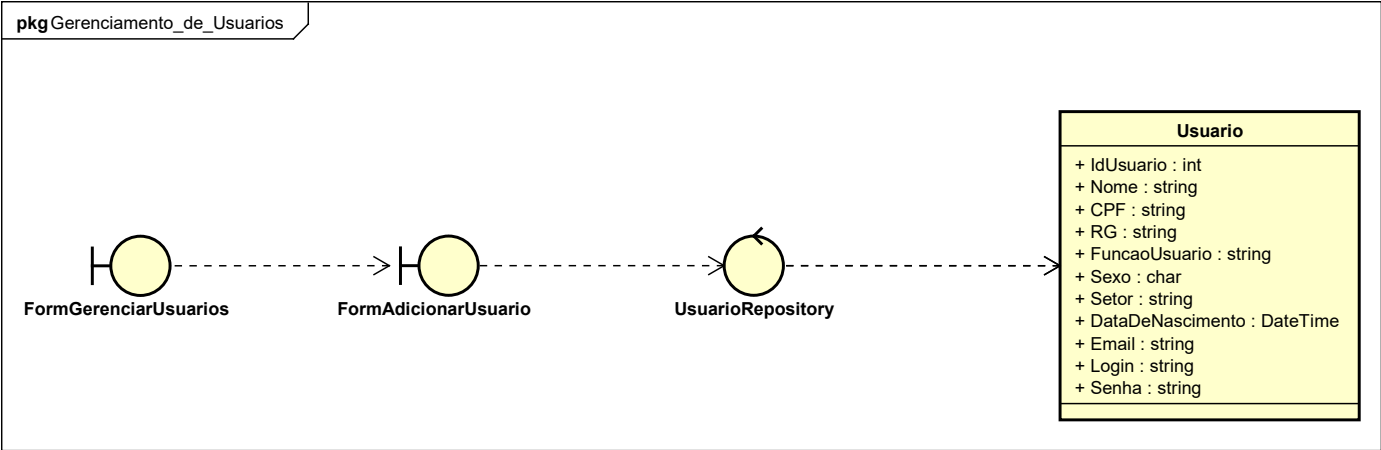 pkg Gerenciamento_de_Usuarios
Usuario
+ IdUsuario : int
+ Nome : string
+ CPF : string
+ RG : string
+ FuncaoUsuario : string
+ Sexo : char
+ Setor : string
+ DataDeNascimento : DateTime
+ Email : string
+ Login : string
+ Senha : string
FormGerenciarUsuarios
FormAdicionarUsuario
UsuarioRepository